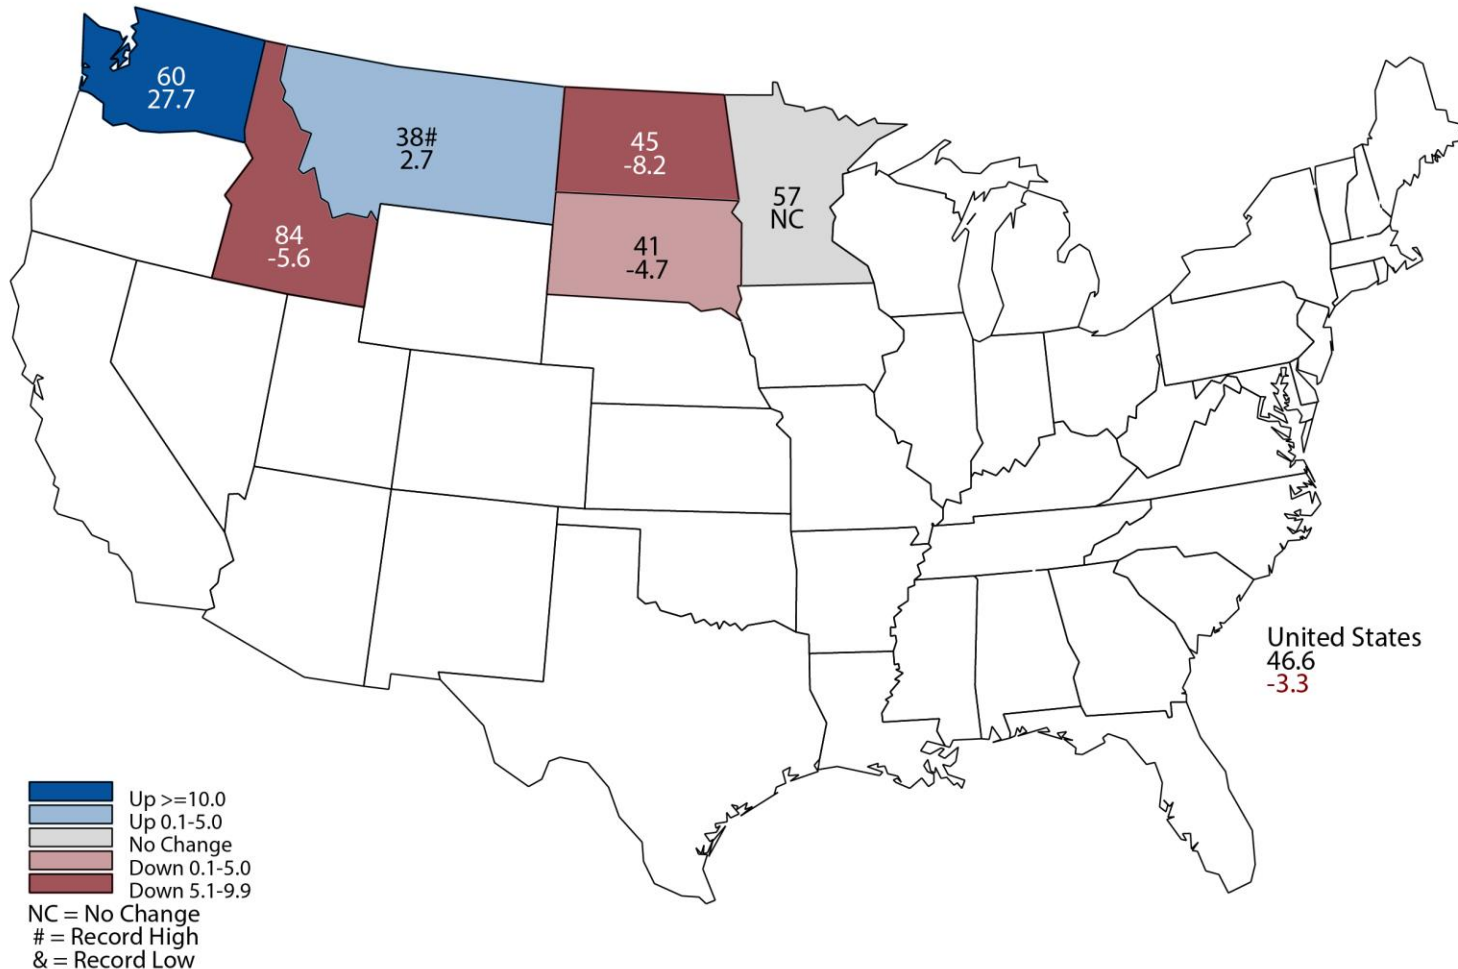 60
27.7
38#
2.7
45
-8.2
57
NC
84
-5.6
41
-4.7
United States
46.6
-3.3
Up >=10.0
Up 0.1-5.0
No Change
Down 0.1-5.0
Down 5.1-9.9
NC = No Change
# = Record High
& = Record Low